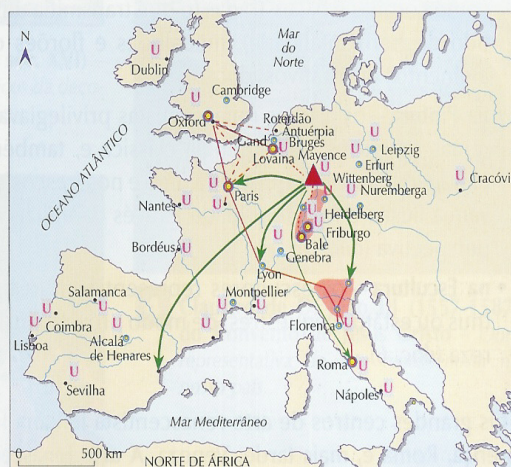 N
Mar
do
Norte
U
Dublin
Cambridge
U
Oxford
Roterdão
Antuérpia
Gand
Bruges
U
Lovaina
U
Mayence
U
U
Leipzig
Erfurt
U
Wittenberg
U
U
Nuremberga
U
Cracóvi
OCEANO ATLÂNTICO
U
Paris
U
Nantes
U
U
Heidelberg
U
Friburgo
Bale
U
Genebra
Bordéus
U
Lyon
Montpellier
U
U
U
Salamanca
U
U
U
Coimbra
U
Lisboa
U
Alcalá
de Henares
U
Sevilha
Florença
U
Roma
U
Nápoles
U
Mar Mediterrâneo
0
500 km
NORTE DE ÁFRICA